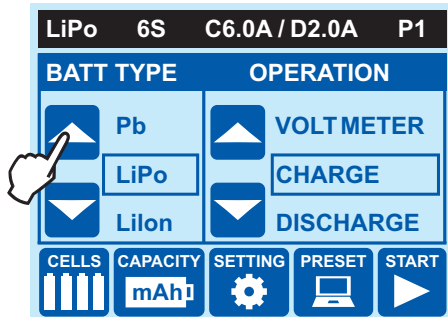 LiPo 6S C6.0A / D2.0A P1
BATT TYPE OPERATION
Pb VOLT METER
LiPo CHARGE
LiIon DISCHARGE
CELLS CAPACITY SETTING PRESET START
mAh